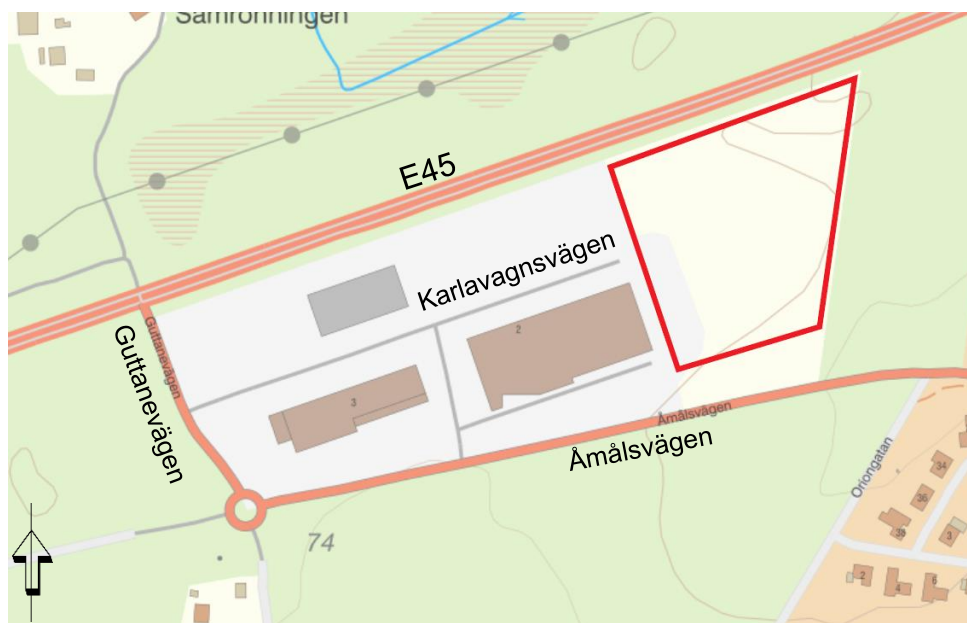 Samrönningen
E45
Karlavagnsvägen
Guttanevägen
Guttanevägen
2
3
Åmålsvägen
Åmålsvägen
Oriongatan
34
36
38
3
74
2
4
6